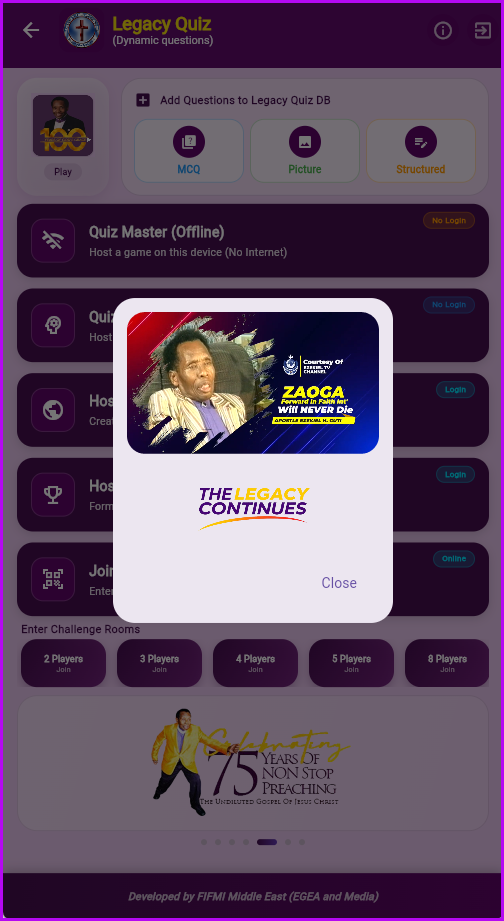 Legacy Quiz
(Dynamic questions)
100
Play
Add Questions to Legacy Quiz DB
MCQ
Picture
Structured
No Login
Quiz Master (Offline)
Host a game on this device (No Internet)
No Login
Quiz
Host
Login
Hos
Creat
Login
Hos
Form
Online
Join
Enter
Courtesy Of
EZEKIEL TV
CHANNEL
ZAOGA
Forward in Faith Int'
Will NEVER Die
APOSTLE EZEKIEL H. GUTI
THE LEGACY
CONTINUES
Close
Enter Challenge Rooms
2 Players
Join
3 Players
Join
4 Players
Join
5 Players
Join
8 Players
Join
Celebrating
75 YEARS OF
NON STOP
PREACHING
THE UNDILUTED GOSPEL OF JESUS CHRIST
Developed by FIFMI Middle East (EGEA and Media)